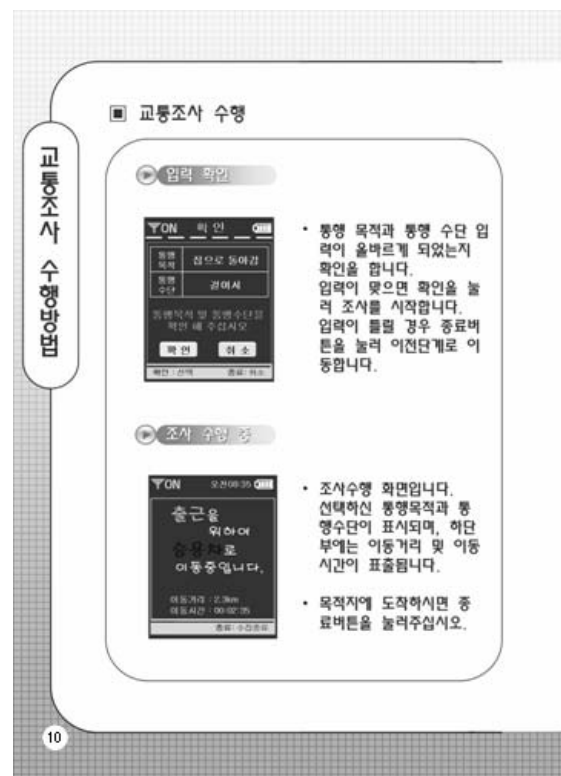 교통조사 수행
교통조사 수행방법
입력 확인
ON 확 인
통행
목적
집으로 돌아감
통행
수단
걸어서
통행목적 및 통행수단을
확인 해 주십시오
확 인
취 소
확인 : 선택
종료: 취소
• 통행 목적과 통행 수단 입
력이 올바르게 되었는지
확인을 합니다.
입력이 맞으면 확인을 눌
러 조사를 시작합니다.
입력이 틀릴 경우 종료버
튼을 눌러 이전단계로 이
동합니다.
조사 수행 중
ON 오전00:35
출근을
위하여
승용차로
이동중입니다.
이동거리 : 2.3km
이동시간 : 00:02:35
종료: 수집종료
• 조사수행 화면입니다.
선택하신 통행목적과 통
행수단이 표시되며, 하단
부에는 이동거리 및 이동
시간이 표출됩니다.
• 목적지에 도착하시면 종
료버튼을 눌러주십시오.
10